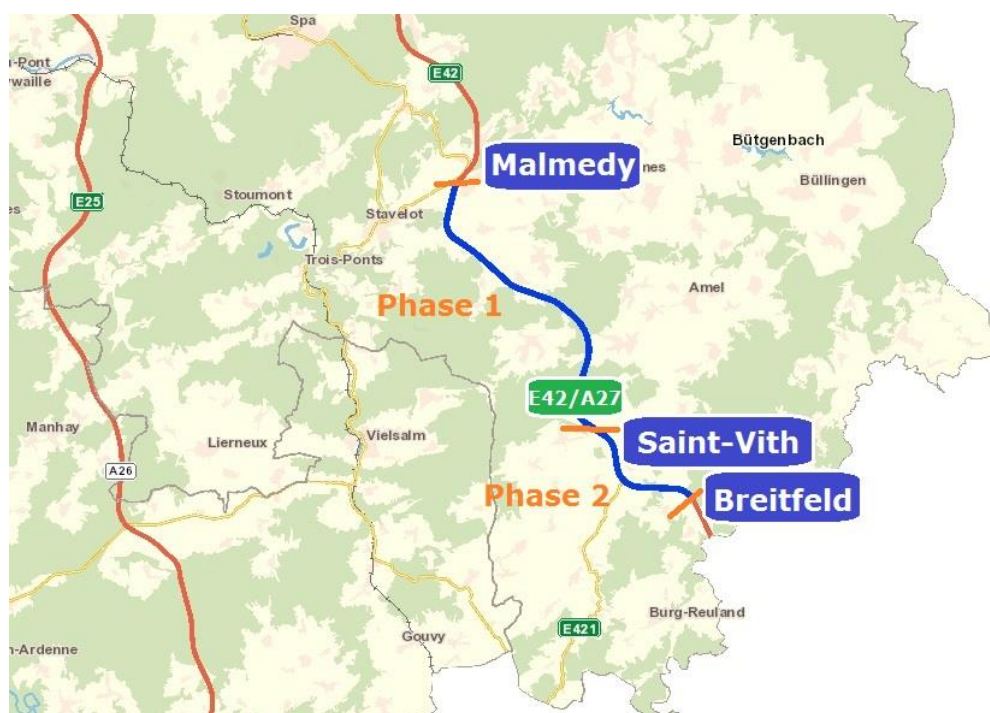 Spa
u-Pont
ywaille
E42
Bütgenbach
Malmedy
nes
Büllingen
Stoumont
E25
es
Stavelot
Trois-Ponts
Amel
Phase 1
E42/A27
Manhay
Lierneux
Vielsalm
Saint-Vith
A26
Phase 2
Breitfeld
Burg-Reuland
E421
Gouvy
n-Ardenne